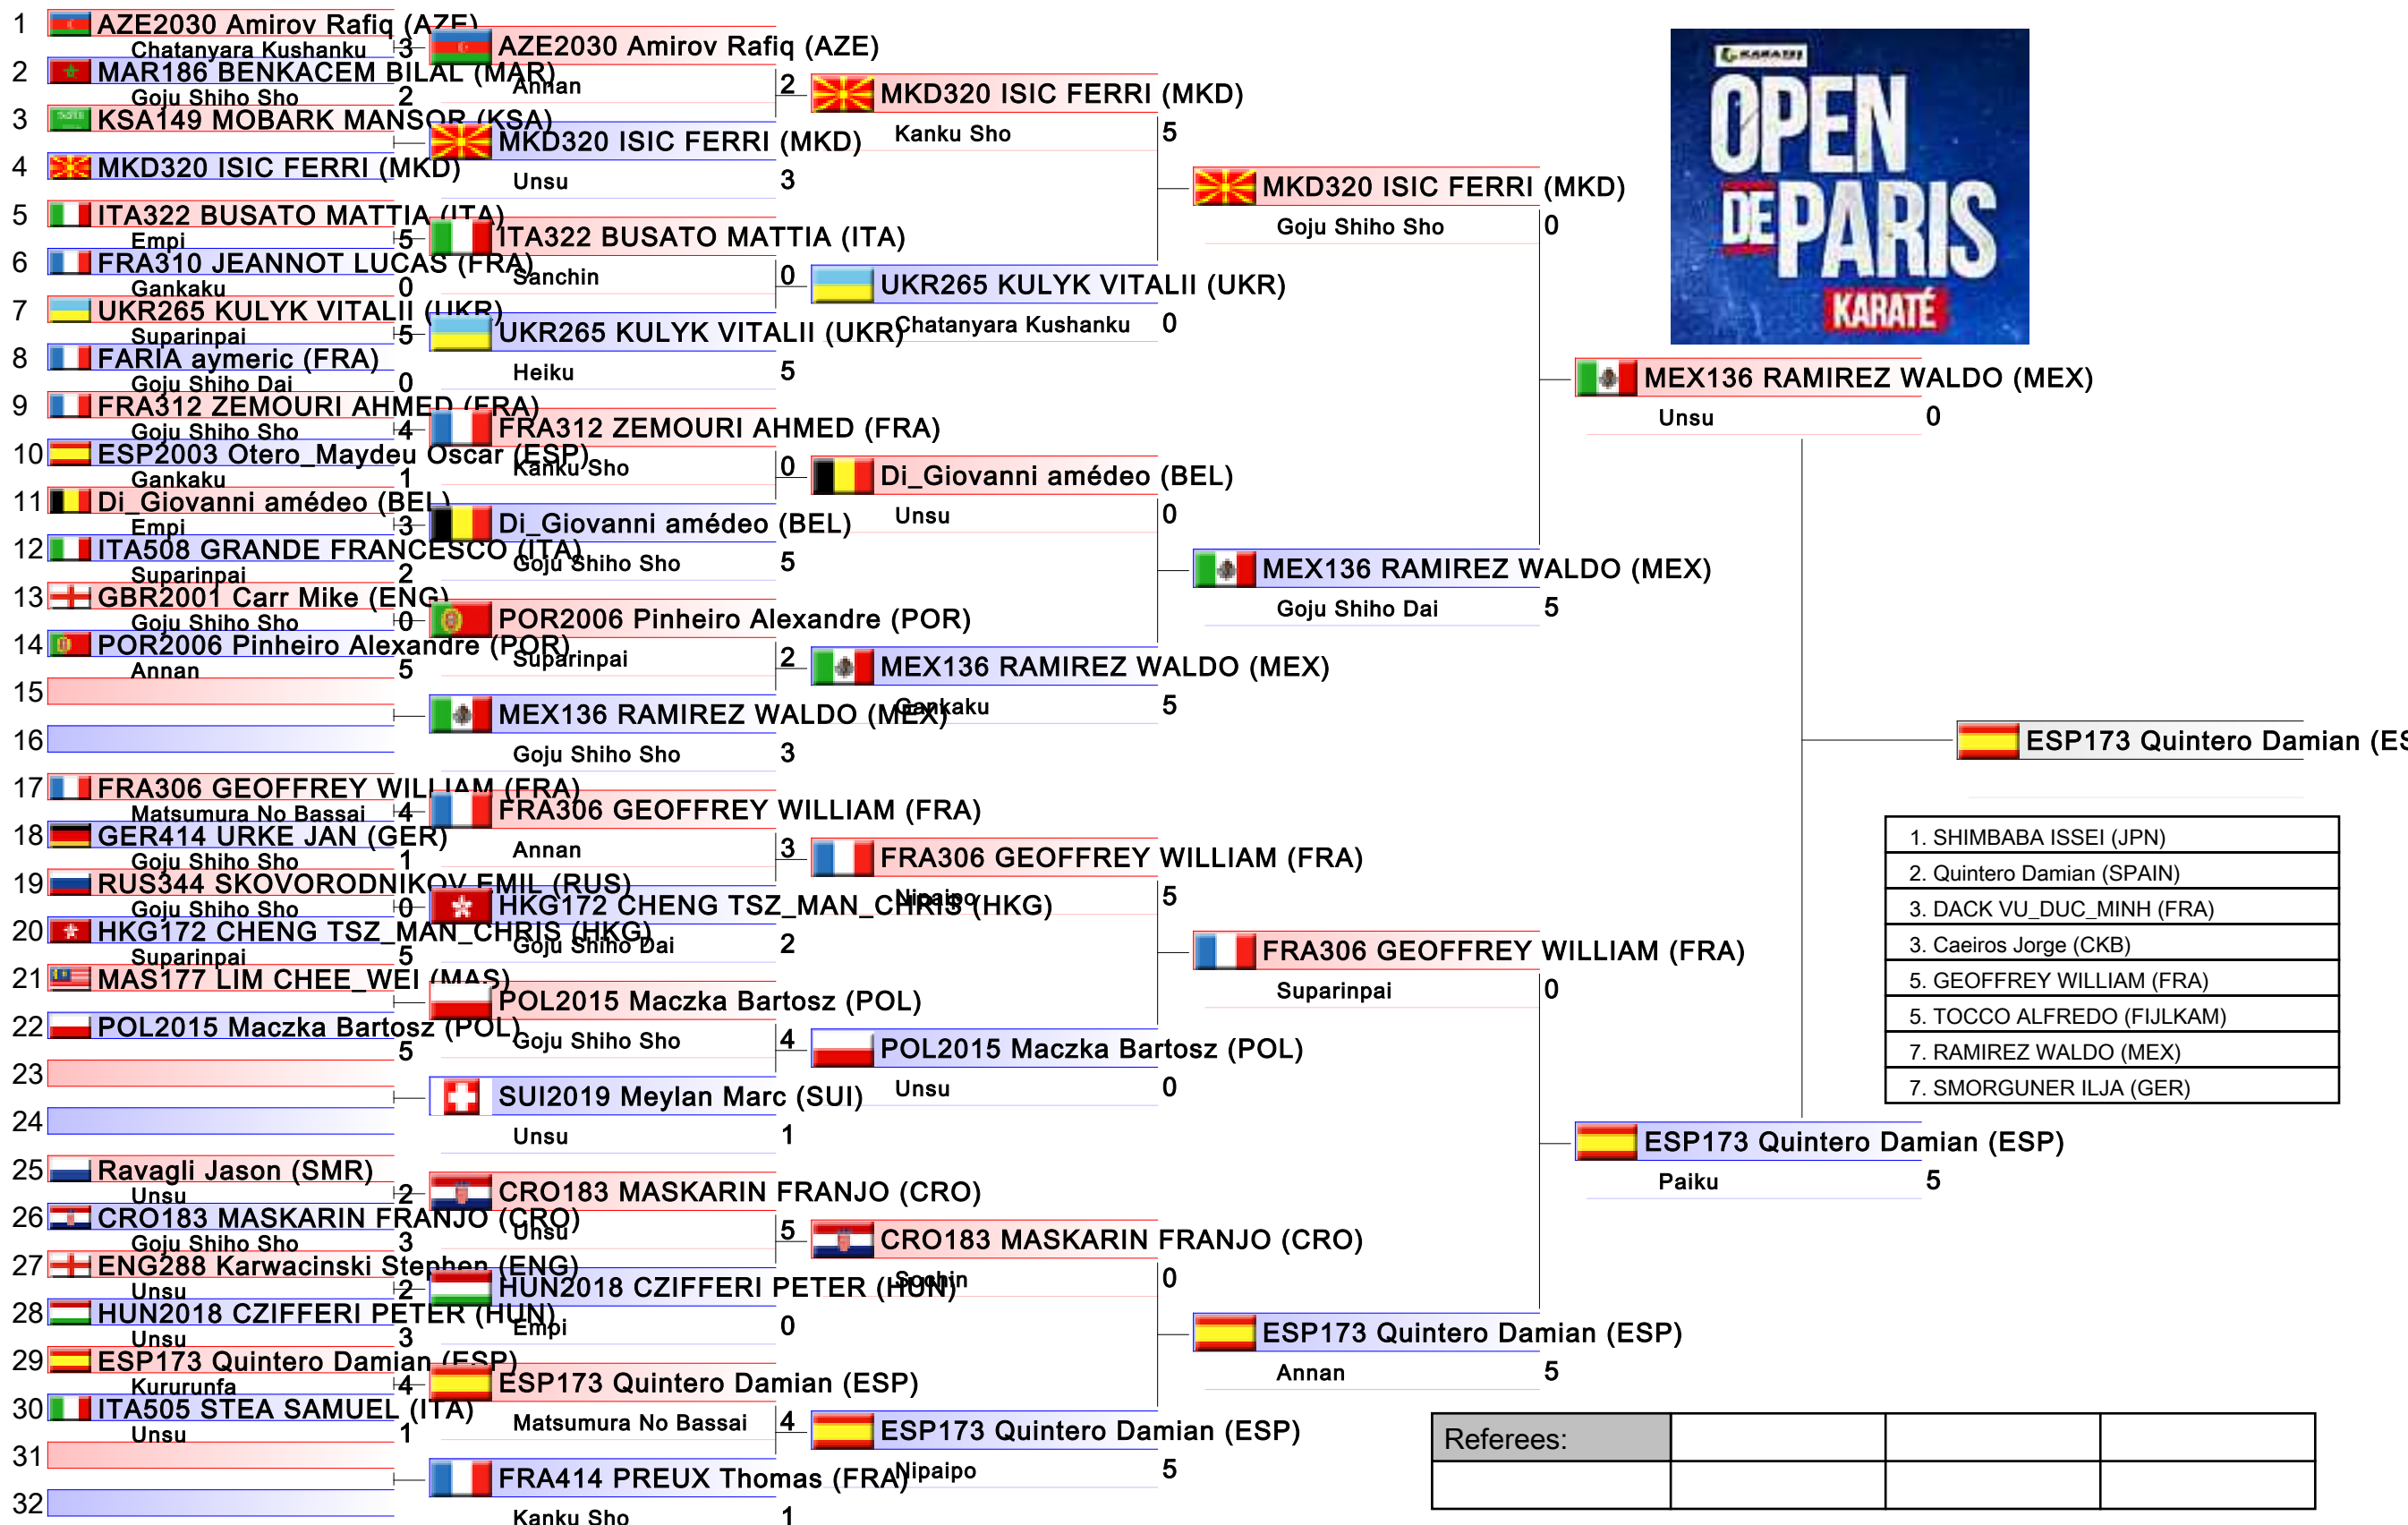 1 AZE2030 Amirov Rafiq (AZE)
Chatanyara Kushanku 3
2 MAR186 BENKACEM BILAL (MAR)
Goju Shiho Sho 2
3 KSA149 MOBARK MANSOR (KSA)
4 MKD320 ISIC FERRI (MKD)
5 ITA322 BUSATO MATTIA (ITA)
Empi 5
6 FRA310 JEANNOT LUCAS (FRA)
Gankaku 0
7 UKR265 KULYK VITALII (UKR)
Suparinpai 5
8 FARIA aymeric (FRA)
Goju Shiho Dai 0
9 FRA312 ZEMOURI AHMED (FRA)
Goju Shiho Sho 4
10 ESP2003 Otero_Maydeu Oscar (ESP)
Gankaku 1
11 Di_Giovanni amédeo (BEL)
Empi 3
12 ITA508 GRANDE FRANCESCO (ITA)
Suparinpai 2
13 GBR2001 Carr Mike (ENG)
Goju Shiho Sho 0
14 POR2006 Pinheiro Alexandre (POR)
Annan 5
15
16
17 FRA306 GEOFFREY WILLIAM (FRA)
Matsumura No Bassai 4
18 GER414 URKE JAN (GER)
Goju Shiho Sho 1
19 RUS344 SKOVORODNIKOV EMIL (RUS)
Goju Shiho Sho 0
20 HKG172 CHENG TSZ_MAN_CHRIS (HKG)
Suparinpai 5
21 MAS177 LIM CHEE_WEI (MAS)
22 POL2015 Maczka Bartosz (POL)
5
23
24
25 Ravagli Jason (SMR)
Unsu 2
26 CRO183 MASKARIN FRANJO (CRO)
Goju Shiho Sho 3
27 ENG288 Karwacinski Stephen (ENG)
Unsu 2
28 HUN2018 CZIFFERI PETER (HUN)
Unsu 3
29 ESP173 Quintero Damian (ESP)
Kururunfa 4
30 ITA505 STEA SAMUEL (ITA)
Unsu 1
31
32
AZE2030 Amirov Rafiq (AZE)
Annan 2
MKD320 ISIC FERRI (MKD)
Unsu 3
ITA322 BUSATO MATTIA (ITA)
Sanchin 0
UKR265 KULYK VITALII (UKR)
Heiku 5
FRA312 ZEMOURI AHMED (FRA)
Kanku Sho 0
Di_Giovanni amédeo (BEL)
Goju Shiho Sho 5
POR2006 Pinheiro Alexandre (POR)
Suparinpai 2
MEX136 RAMIREZ WALDO (MEX)
Goju Shiho Sho 3
FRA306 GEOFFREY WILLIAM (FRA)
Annan 3
HKG172 CHENG TSZ_MAN_CHRIS (HKG)
Goju Shiho Dai 2
POL2015 Maczka Bartosz (POL)
Goju Shiho Sho 4
SUI2019 Meylan Marc (SUI)
Unsu 1
CRO183 MASKARIN FRANJO (CRO)
Unsu 5
HUN2018 CZIFFERI PETER (HUN)
Empi 0
ESP173 Quintero Damian (ESP)
Matsumura No Bassai 4
FRA414 PREUX Thomas (FRA)
Kanku Sho 1
MKD320 ISIC FERRI (MKD)
Kanku Sho 5
UKR265 KULYK VITALII (UKR)
Chatanyara Kushanku 0
Di_Giovanni amédeo (BEL)
Unsu 0
MEX136 RAMIREZ WALDO (MEX)
Gankaku 5
FRA306 GEOFFREY WILLIAM (FRA)
Nipaipo 5
POL2015 Maczka Bartosz (POL)
Unsu 0
CRO183 MASKARIN FRANJO (CRO)
Sochin 0
ESP173 Quintero Damian (ESP)
Nipaipo 5
MKD320 ISIC FERRI (MKD)
Goju Shiho Sho 0
MEX136 RAMIREZ WALDO (MEX)
Goju Shiho Dai 5
FRA306 GEOFFREY WILLIAM (FRA)
Suparinpai 0
ESP173 Quintero Damian (ESP)
Annan 5
MEX136 RAMIREZ WALDO (MEX)
Unsu 0
ESP173 Quintero Damian (ESP)
Paiku 5
ESP173 Quintero Damian (ES
OPEN
DE PARIS
KARATÉ
1. SHIMBABA ISSEI (JPN)
2. Quintero Damian (SPAIN)
3. DACK VU_DUC_MINH (FRA)
3. Caeiros Jorge (CKB)
5. GEOFFREY WILLIAM (FRA)
5. TOCCO ALFREDO (FIJLKAM)
7. RAMIREZ WALDO (MEX)
7. SMORGUNER ILJA (GER)
Referees: